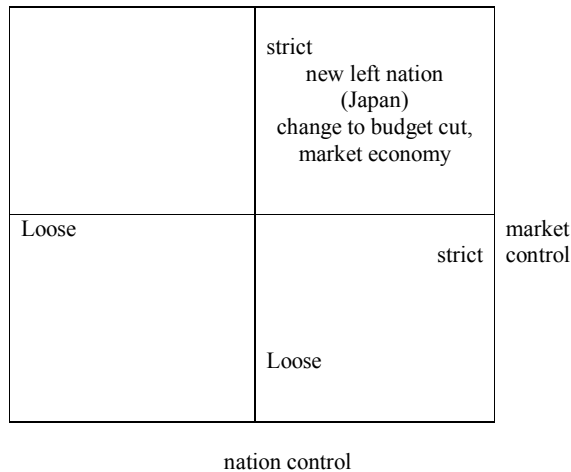 strict
new left nation
(Japan)
change to budget cut,
market economy
Loose
market
strict
control
Loose
nation control